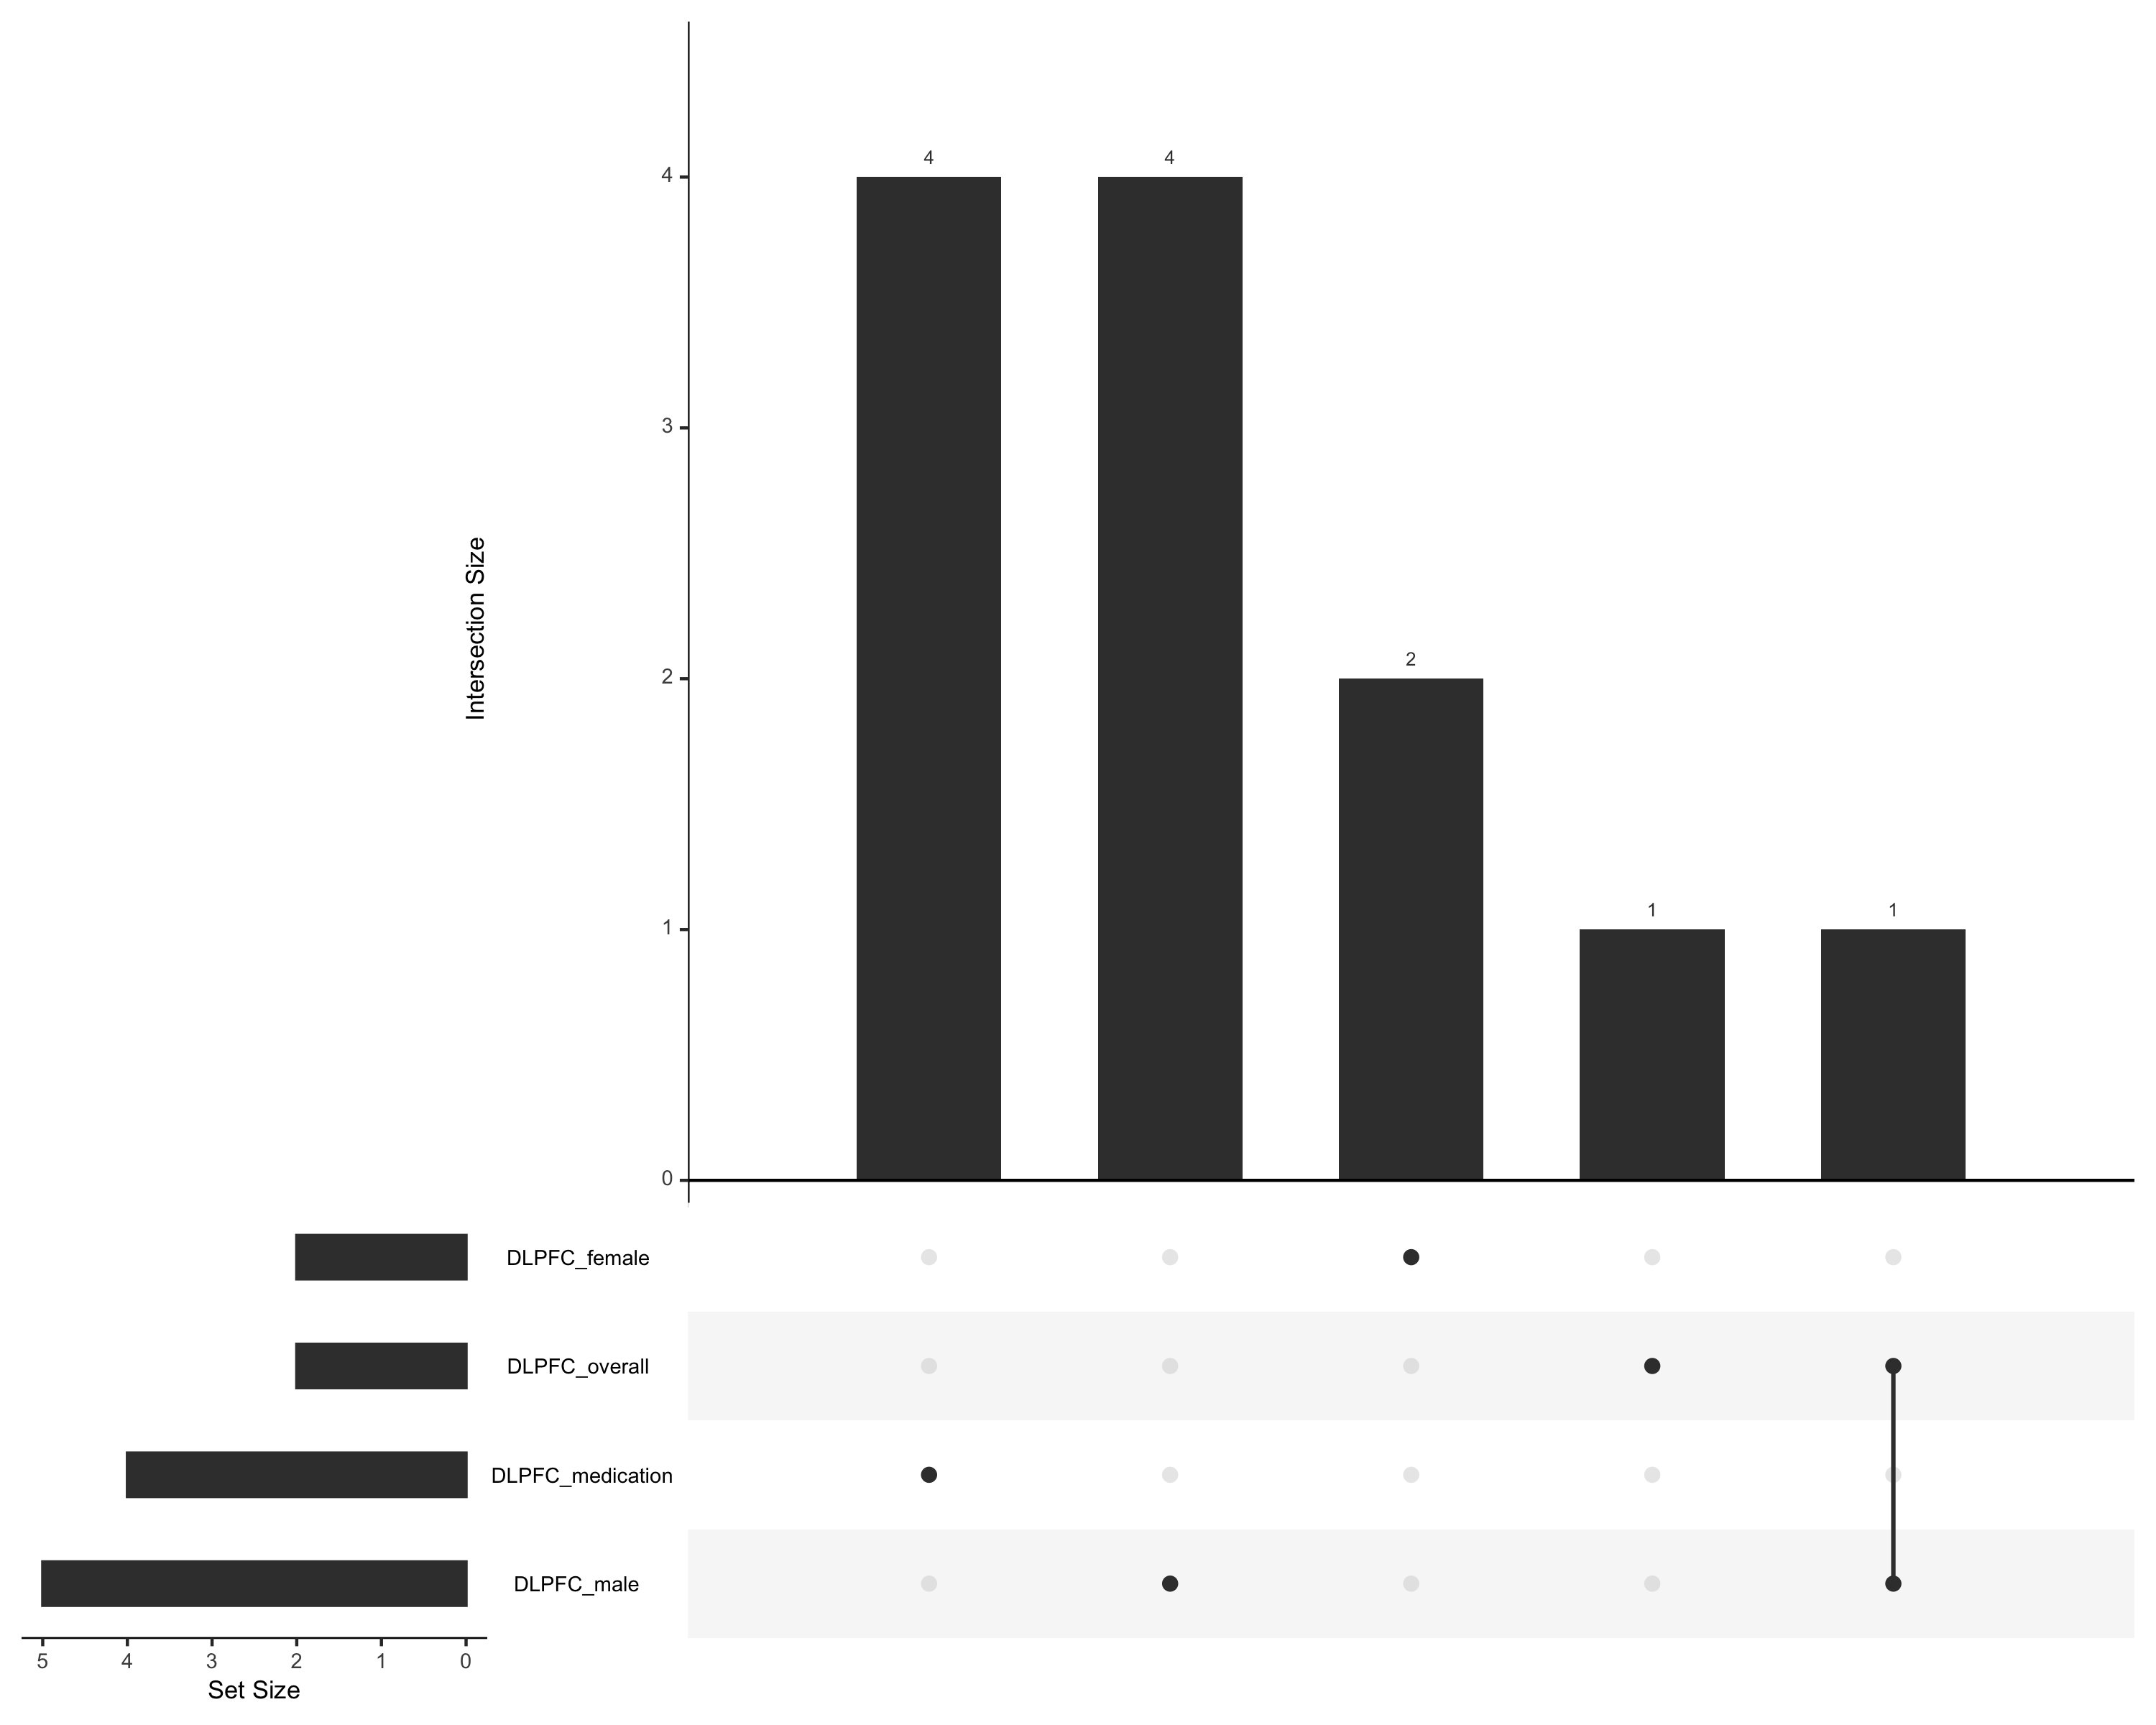 4 4
4
3
Intersection Size
2
2
1 1
1
0
DLPFC_female
DLPFC_overall
DLPFC_medication
DLPFC_male
5 4 3 2 1 0
Set Size